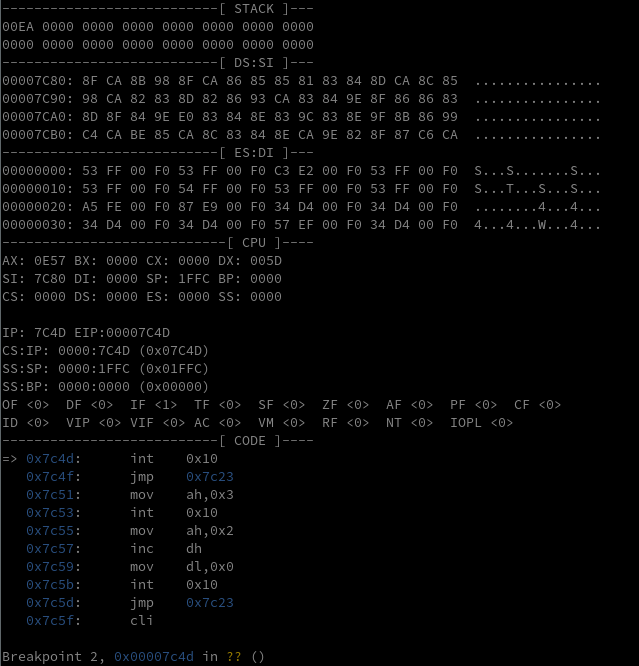 ---------------------------[ STACK ]---
00EA 0000 0000 0000 0000 0000 0000 0000
0000 0000 0000 0000 0000 0000 0000 0000
---------------------------[ DS:SI ]---
00007C80: 8F CA 8B 98 8F CA 86 85 85 81 83 84 8D CA 8C 85  ................
00007C90: 98 CA 82 83 8D 82 86 93 CA 83 84 9E 8F 86 86 83  ................
00007CA0: 8D 8F 84 9E E0 83 84 8E 83 9C 83 8E 9F 8B 86 99  ................
00007CB0: C4 CA BE 85 CA 8C 83 84 8E CA 9E 82 8F 87 C6 CA  ................
---------------------------[ ES:DI ]---
00000000: 53 FF 00 F0 53 FF 00 F0 C3 E2 00 F0 53 FF 00 F0  S...S.......S...
00000010: 53 FF 00 F0 54 FF 00 F0 53 FF 00 F0 53 FF 00 F0  S...T...S...S...
00000020: A5 FE 00 F0 87 E9 00 F0 34 D4 00 F0 34 D4 00 F0  ........4...4...
00000030: 34 D4 00 F0 34 D4 00 F0 57 EF 00 F0 34 D4 00 F0  4...4...W...4...
----------------------------[ CPU ]----
AX: 0E57 BX: 0000 CX: 0000 DX: 005D
SI: 7C80 DI: 0000 SP: 1FFC BP: 0000
CS: 0000 DS: 0000 ES: 0000 SS: 0000
IP: 7C4D EIP:00007C4D
CS:IP: 0000:7C4D (0x07C4D)
SS:SP: 0000:1FFC (0x01FFC)
SS:BP: 0000:0000 (0x00000)
OF <0>  DF <0>  IF <1>  TF <0>  SF <0>  ZF <0>  AF <0>  PF <0>  CF <0>
ID <0>  VIP <0> VIF <0> AC <0>  VM <0>  RF <0>  NT <0>  IOPL <0>
---------------------------[ CODE ]----
=> 0x7c4d:      int    0x10
   0x7c4f:      jmp    0x7c23
   0x7c51:      mov    ah,0x3
   0x7c53:      int    0x10
   0x7c55:      mov    ah,0x2
   0x7c57:      inc    dh
   0x7c59:      mov    dl,0x0
   0x7c5b:      int    0x10
   0x7c5d:      jmp    0x7c23
   0x7c5f:      cli
Breakpoint 2, 0x00007c4d in ?? ()